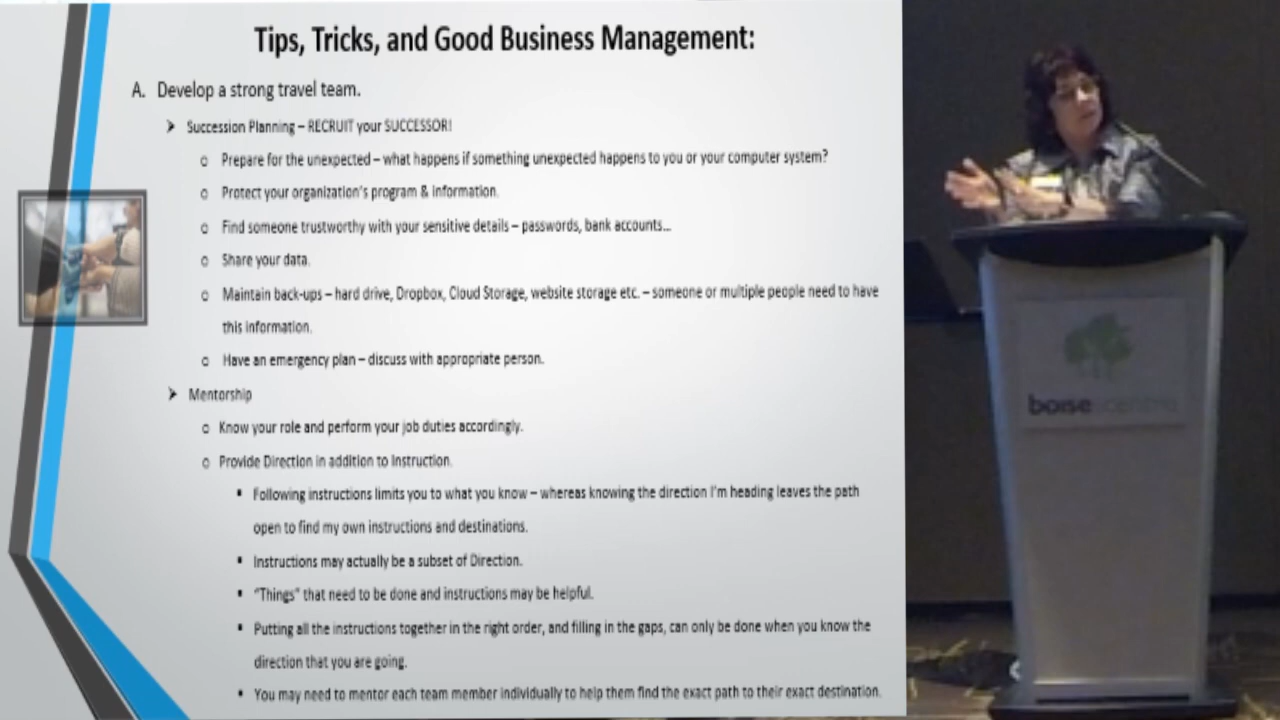 Tips, Tricks, and Good Business Management:
A. Develop a strong travel team.
➤ Succession Planning – RECRUIT your SUCCESSOR!
o Prepare for the unexpected – what happens if something unexpected happens to you or your computer system?
o Protect your organization's program & information.
o Find someone trustworthy with your sensitive details – passwords, bank accounts...
o Share your data.
o Maintain back-ups – hard drive, Dropbox, Cloud Storage, website storage etc. – someone or multiple people need to have
this information.
o Have an emergency plan – discuss with appropriate person.
➤ Mentorship
o Know your role and perform your job duties accordingly.
o Provide Direction in addition to Instruction.
▪ Following instructions limits you to what you know – whereas knowing the direction I'm heading leaves the path
open to find my own instructions and destinations.
▪ Instructions may actually be a subset of Direction.
▪ "Things" that need to be done and instructions may be helpful.
▪ Putting all the instructions together in the right order, and filling in the gaps, can only be done when you know the
direction that you are going.
▪ You may need to mentor each team member individually to help them find the exact path to their exact destination.
boisecentre